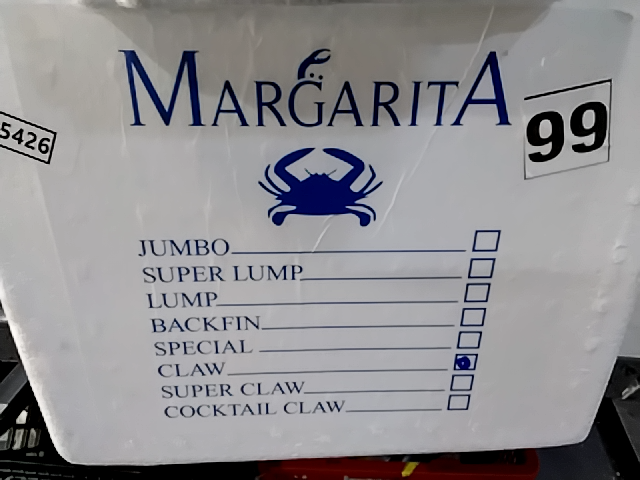 MARGARITA
5426
99
JUMBO
SUPER LUMP
LUMP
BACKFIN
SPECIAL
CLAW
SUPER CLAW
COCKTAIL CLAW